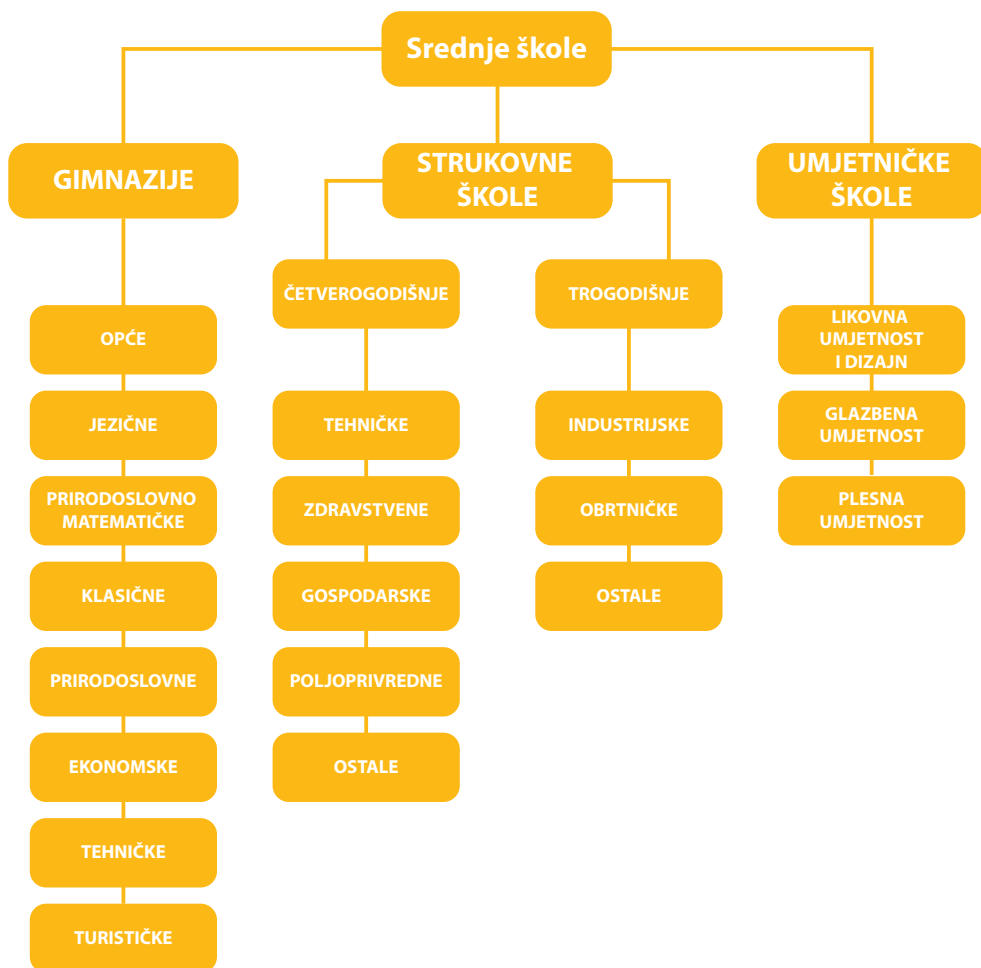 Srednje škole
GIMNAZIJE
OPĆE
JEZIČNE
PRIRODOSLOVNO
MATEMATIČKE
KLASIČNE
PRIRODOSLOVNE
EKONOMSKE
TEHNIČKE
TURISTIČKE
STRUKOVNE
ŠKOLE
ČETVEROGODIŠNJE
TEHNIČKE
ZDRAVSTVENE
GOSPODARSKE
POLJOPRIVREDNE
OSTALE
TROGODIŠNJE
INDUSTRIJSKE
OBRTNIČKE
OSTALE
UMJETNIČKE
ŠKOLE
LIKOVNA
UMJETNOST
I DIZAJN
GLAZBENA
UMJETNOST
PLESNA
UMJETNOST